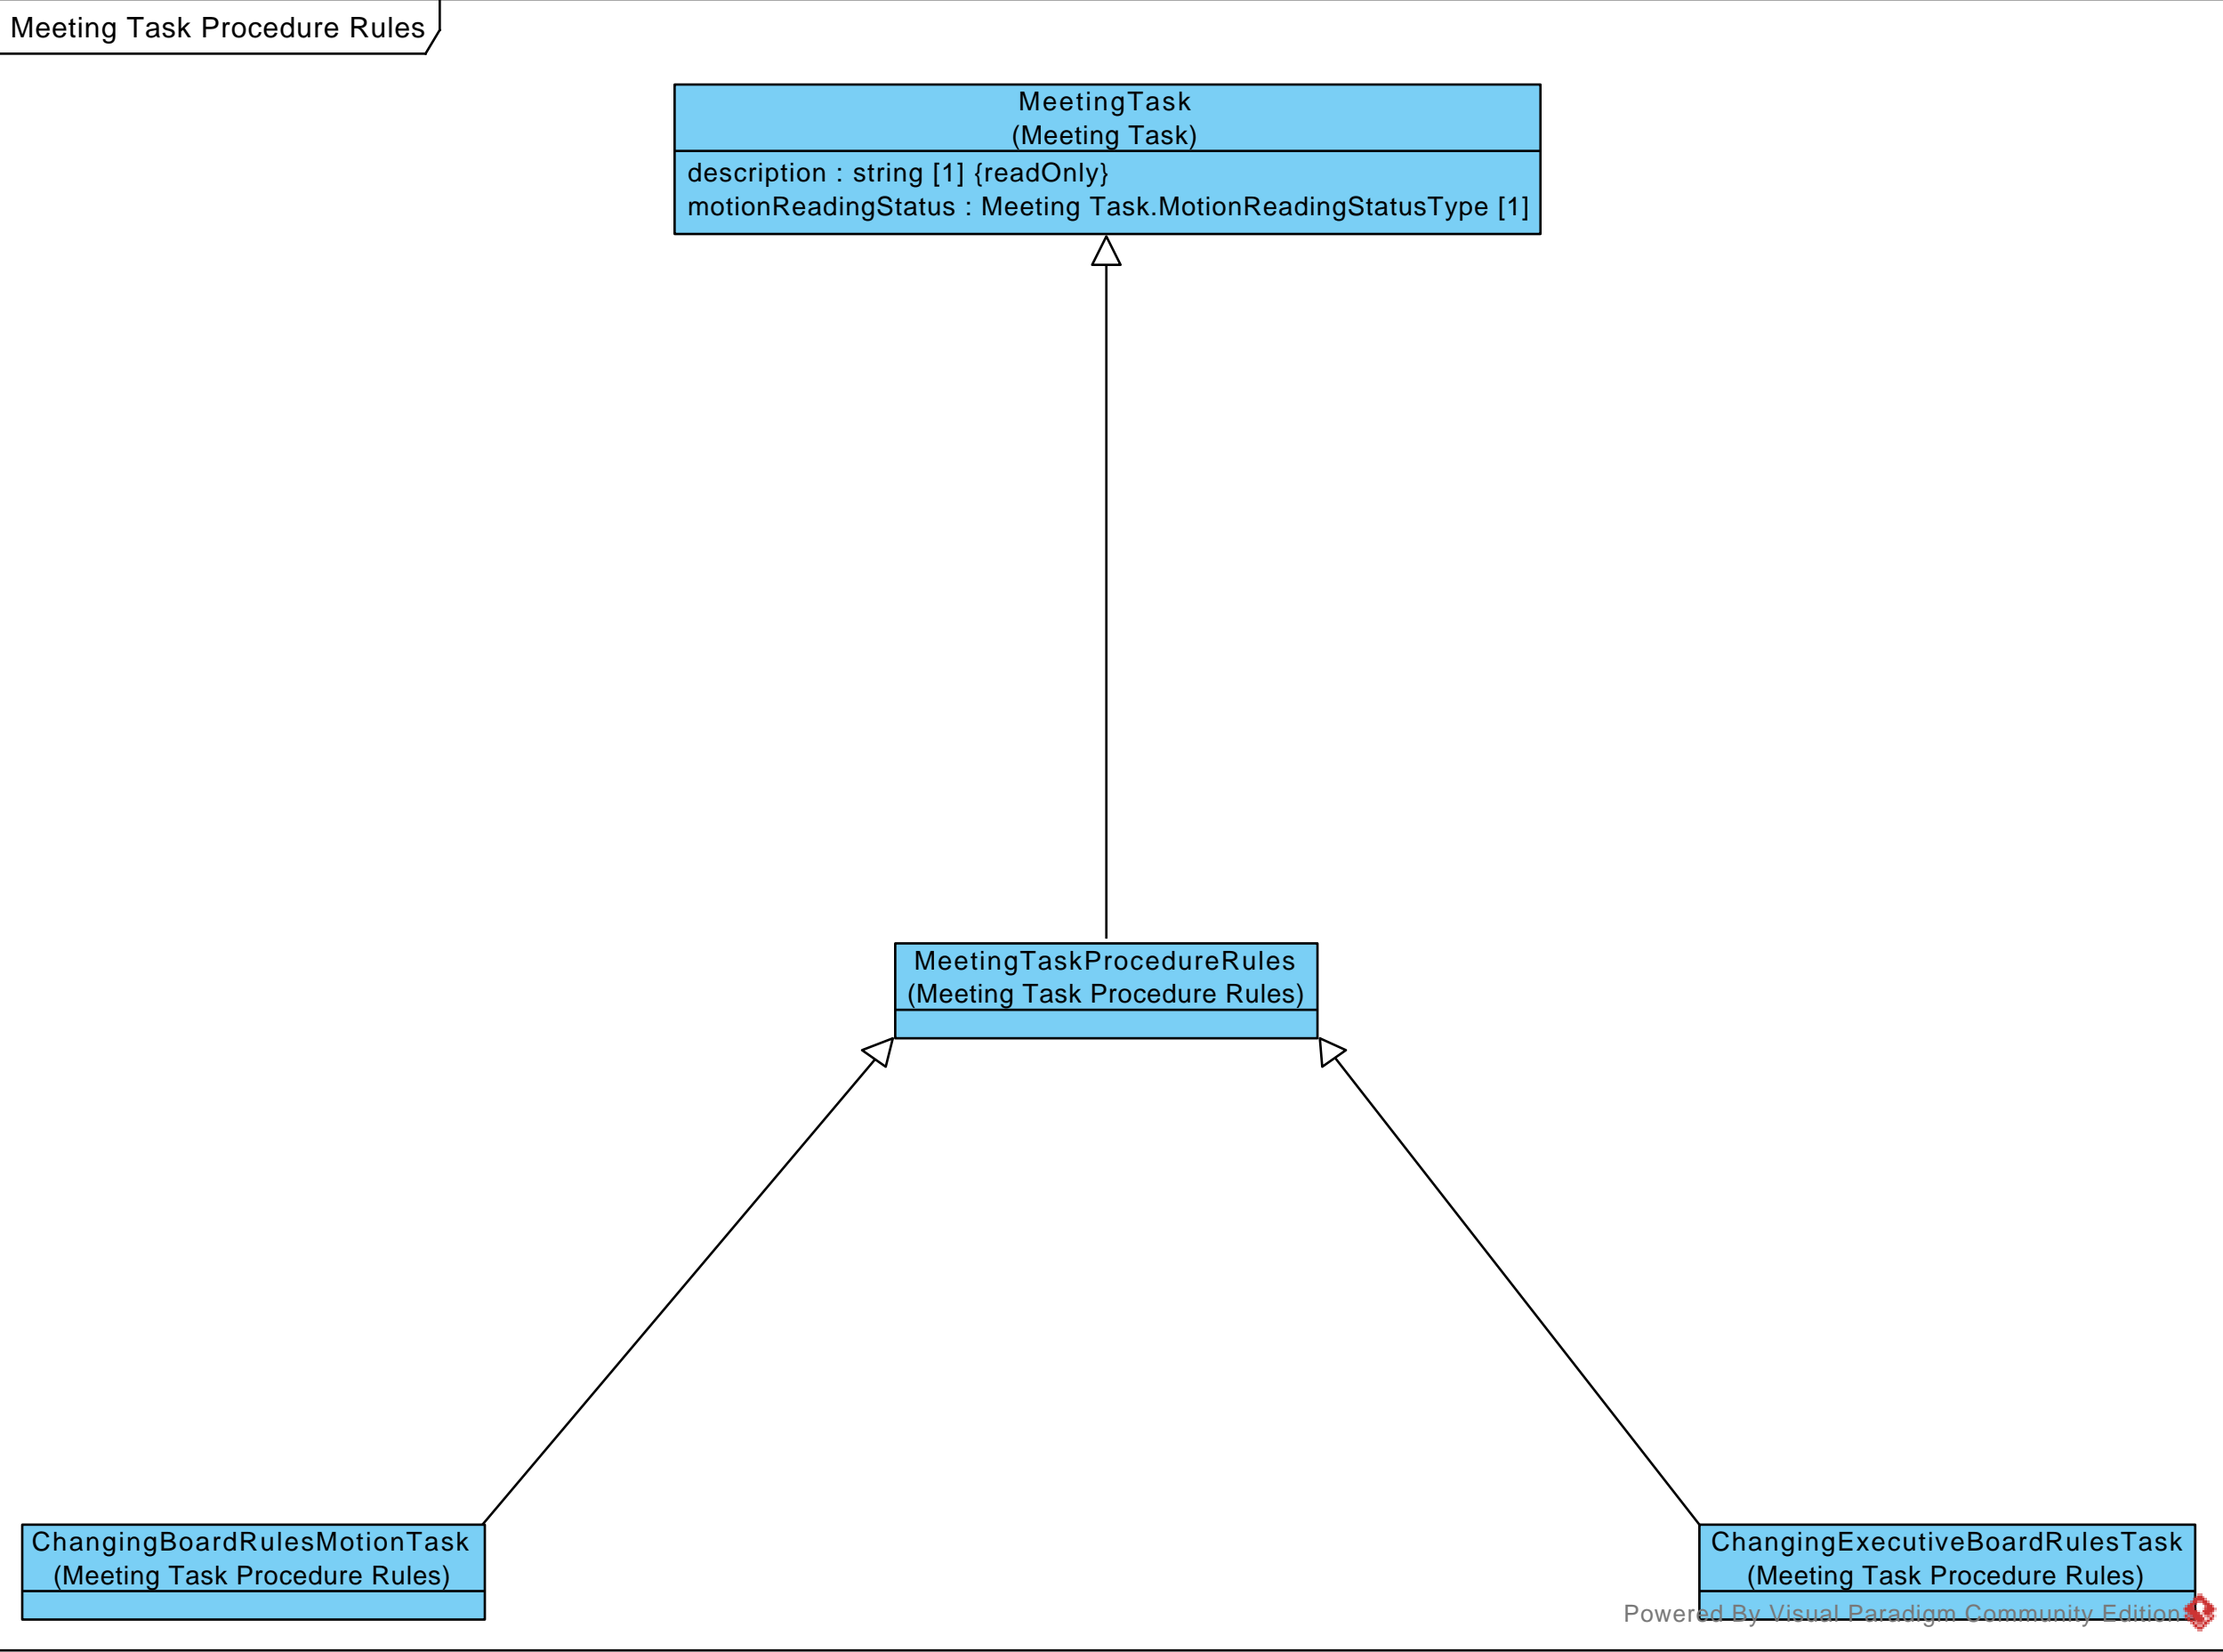 Meeting Task Procedure Rules
MeetingTask
(Meeting Task)
description : string [1] {readOnly}
motionReadingStatus : Meeting Task.MotionReadingStatusType [1]
MeetingTaskProcedureRules
(Meeting Task Procedure Rules)
ChangingBoardRulesMotionTask
(Meeting Task Procedure Rules)
ChangingExecutiveBoardRulesTask
(Meeting Task Procedure Rules)
Powered By Visual Paradigm Community Edition